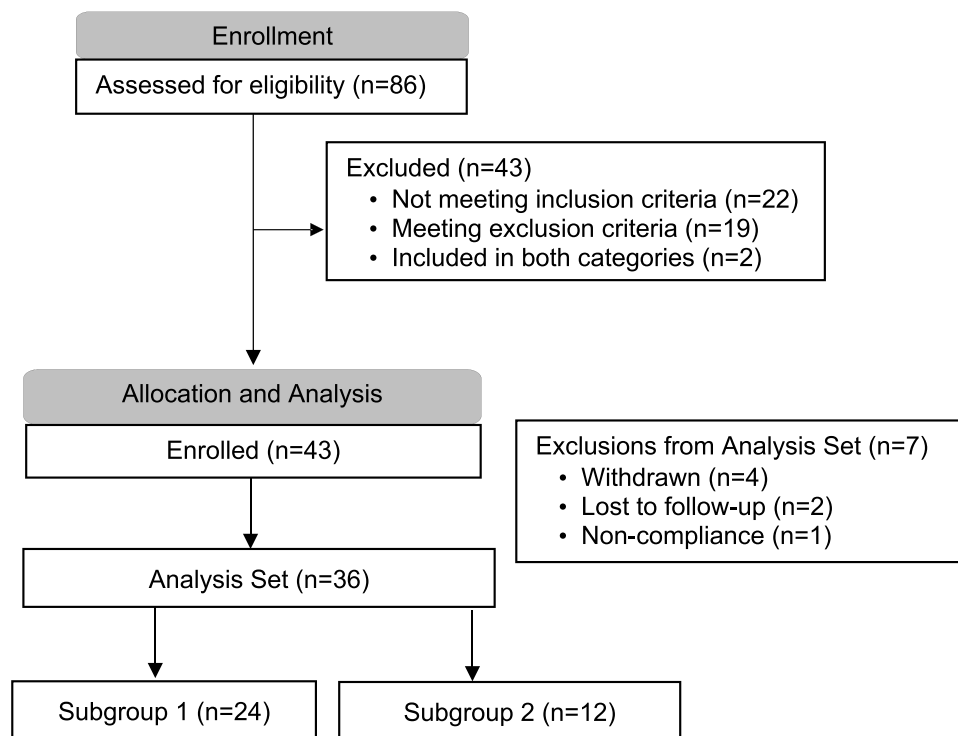 Enrollment
Assessed for eligibility (n=86)
Excluded (n=43)
• Not meeting inclusion criteria (n=22)
• Meeting exclusion criteria (n=19)
• Included in both categories (n=2)
Allocation and Analysis
Enrolled (n=43)
Exclusions from Analysis Set (n=7)
• Withdrawn (n=4)
• Lost to follow-up (n=2)
• Non-compliance (n=1)
Analysis Set (n=36)
Subgroup 1 (n=24)
Subgroup 2 (n=12)